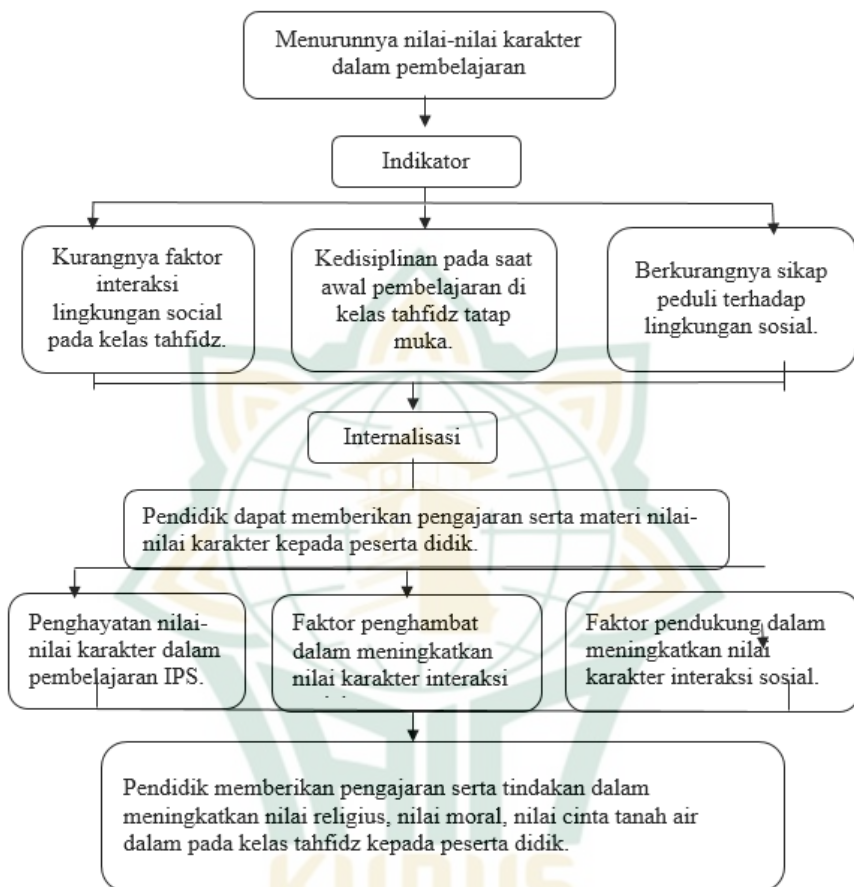 Menurunnya nilai-nilai karakter
dalam pembelajaran
Indikator
Kurangnya faktor
interaksi
lingkungan social
pada kelas tahfidz.
Kedisiplinan pada saat
awal pembelajaran di
kelas tahfidz tatap
muka.
Berkurangnya sikap
peduli terhadap
lingkungan sosial.
Internalisasi
Pendidik dapat memberikan pengajaran serta materi nilai-
nilai karakter kepada peserta didik.
Penghayatan nilai-
nilai karakter dalam
pembelajaran IPS.
Faktor penghambat
dalam meningkatkan
nilai karakter interaksi
Faktor pendukung dalam
meningkatkan nilai
karakter interaksi sosial.
Pendidik memberikan pengajaran serta tindakan dalam
meningkatkan nilai religius, nilai moral, nilai cinta tanah air
dalam pada kelas tahfidz kepada peserta didik.
KUDUS